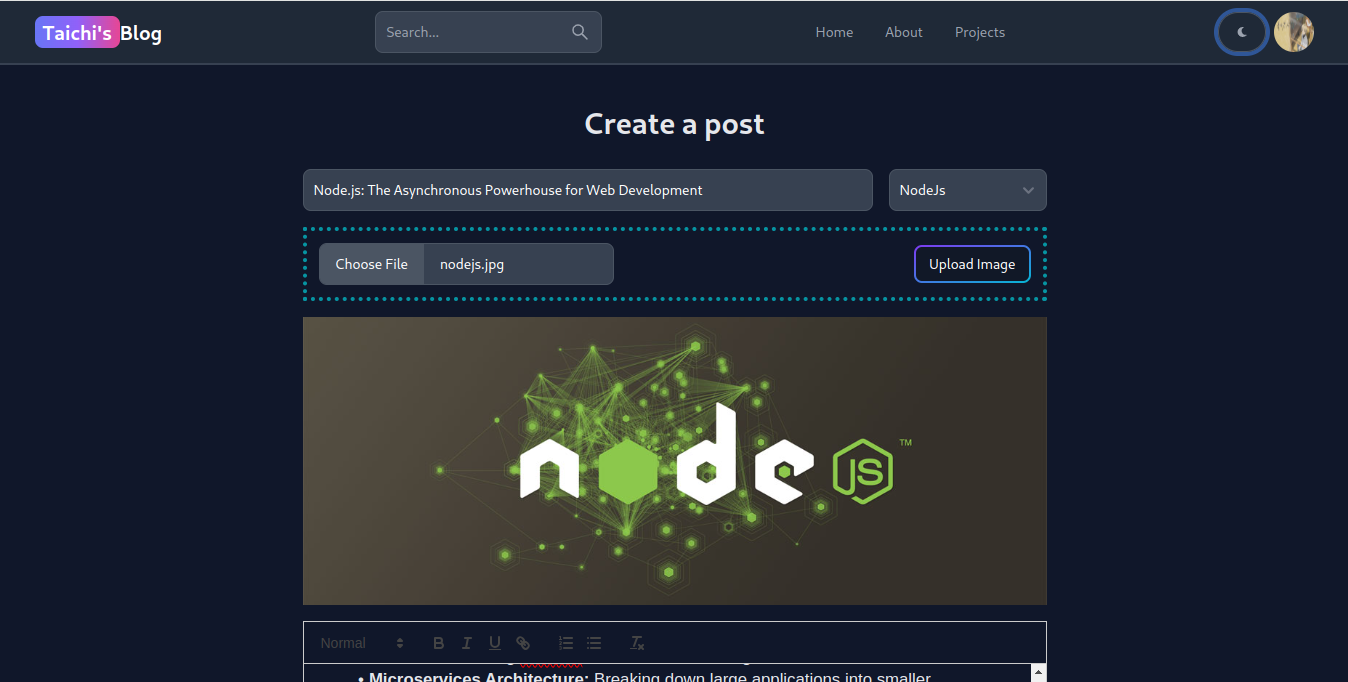 Taichi's Blog
Search...
Home About Projects
Create a post
Node.js: The Asynchronous Powerhouse for Web Development
NodeJs
Choose File nodejs.jpg
Upload Image
node JS ™
Normal B I U
• Microservices Architecture: Breaking down large applications into smaller